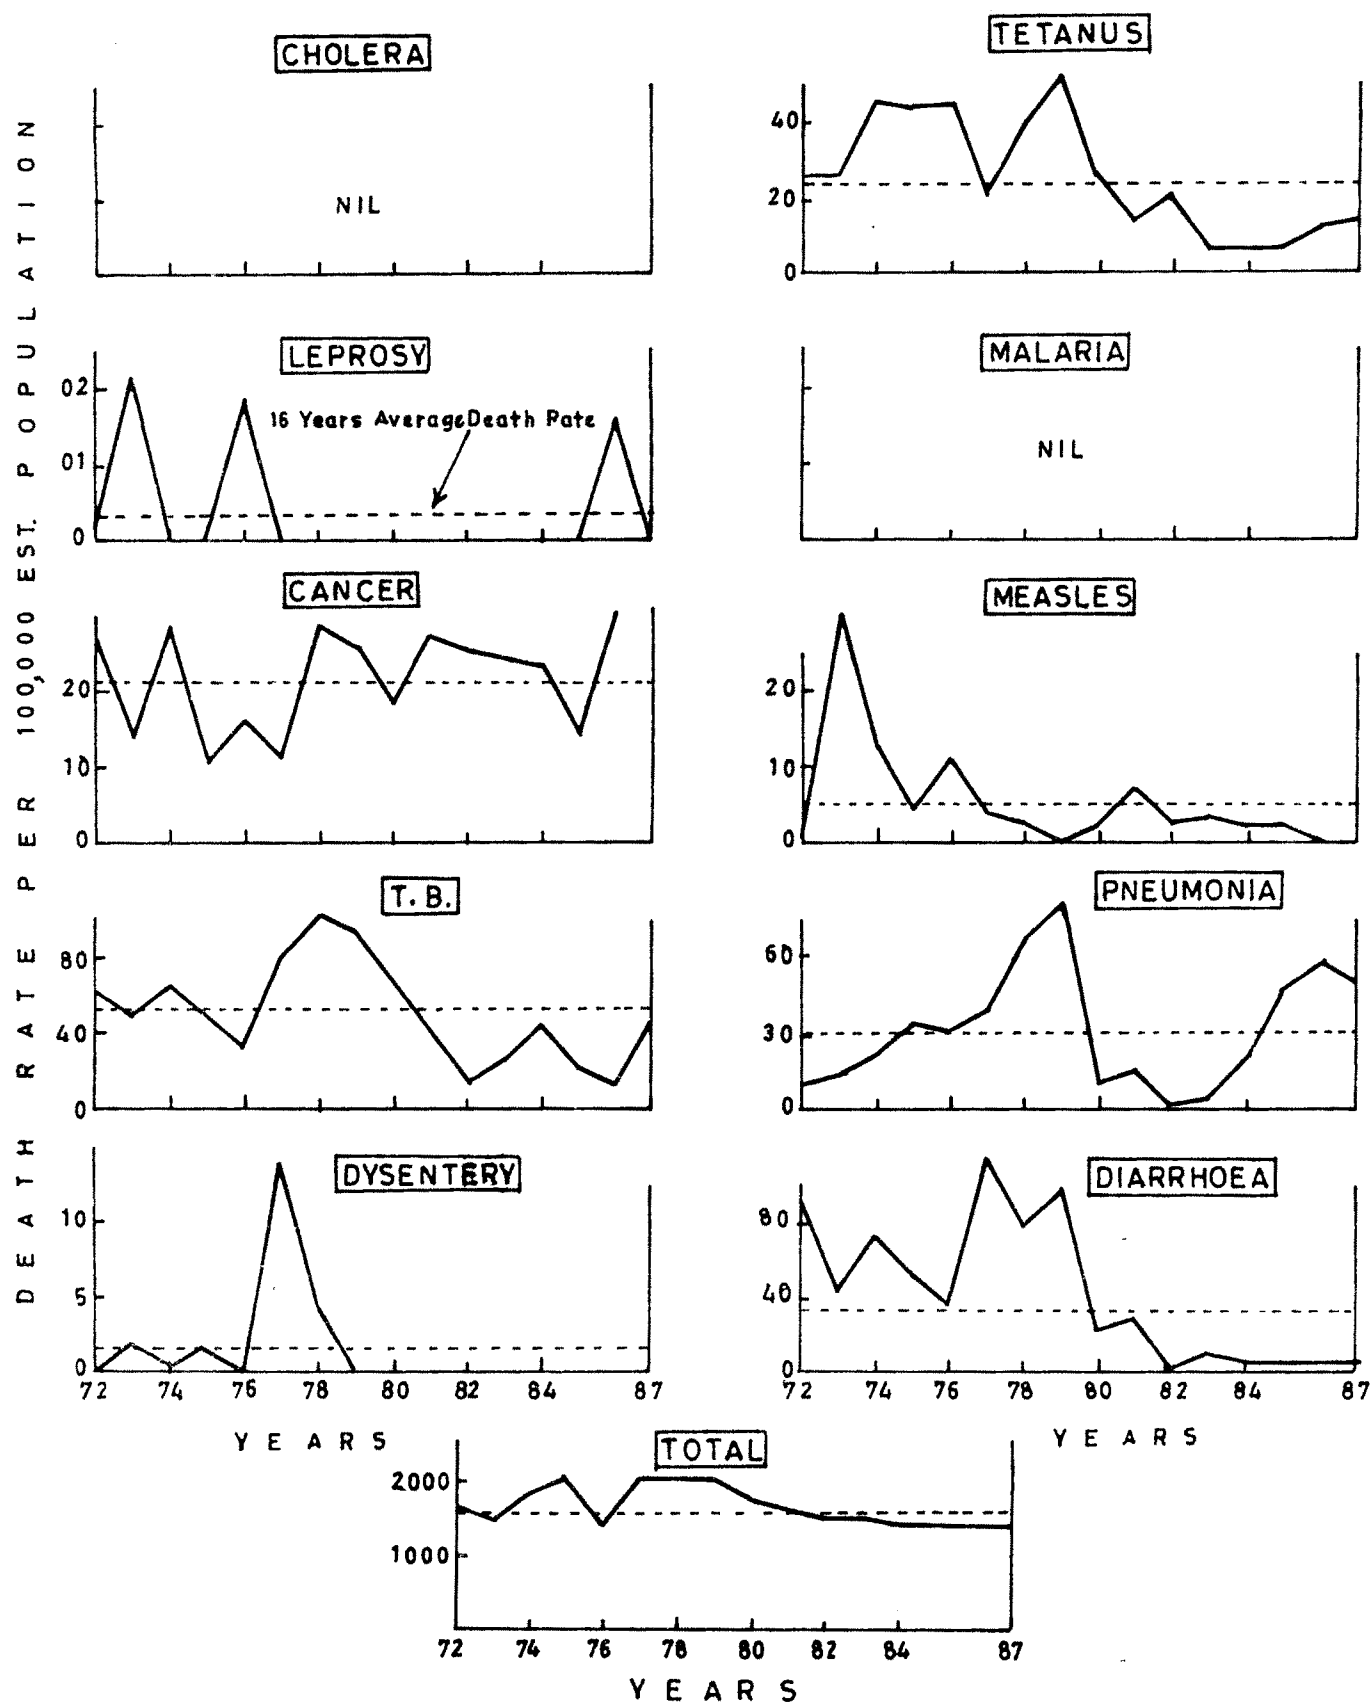 DEATH RATE PER 100,000 EST. POPULATION
CHOLERA
NIL
TETANUS
40
20
0
LEPROSY
02
01
0
16 Years Average Death Rate
MALARIA
NIL
CANCER
20
10
0
MEASLES
20
10
0
T.B.
80
40
0
PNEUMONIA
60
30
0
DYSENTERY
10
5
0
72 74 76 78 80 82 84 87
YEARS
DIARRHOEA
80
40
0
72 74 76 78 80 82 84 87
YEARS
TOTAL
2000
1000
72 74 76 78 80 82 84 87
YEARS